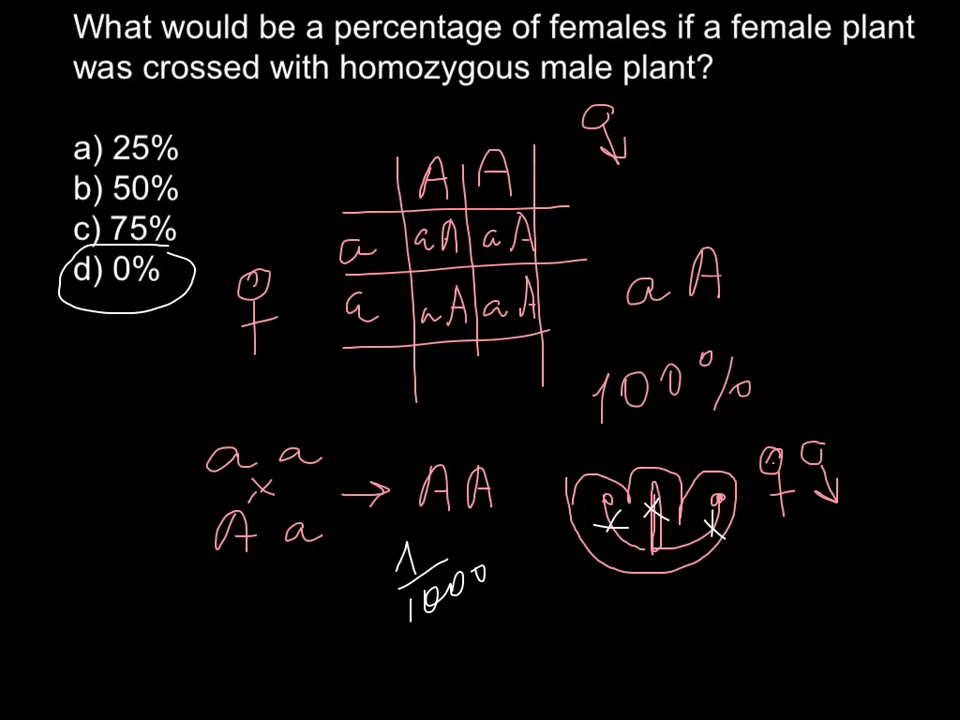 What would be a percentage of females if a female plant
was crossed with homozygous male plant?
a) 25%
b) 50%
c) 75%
d) 0%
♂
A A
a aA aA
♀
a aA aA
aA
100%
a a
×
A a
→ AA
♀ ♂
1/1000